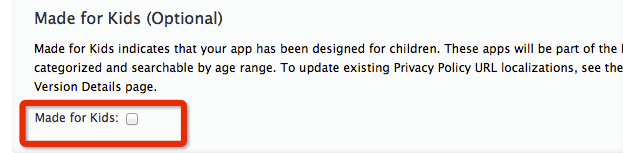 Made for Kids (Optional)
Made for Kids indicates that your app has been designed for children. These apps will be part of the
categorized and searchable by age range. To update existing Privacy Policy URL localizations, see the
Version Details page.
Made for Kids: